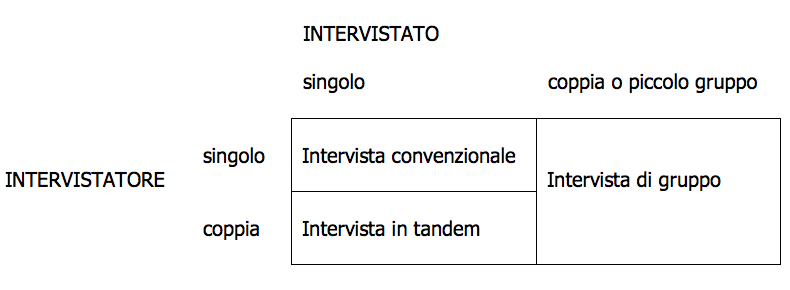 INTERVISTATO
singolo coppia o piccolo gruppo
singolo Intervista convenzionale
INTERVISTATORE Intervista di gruppo
coppia Intervista in tandem